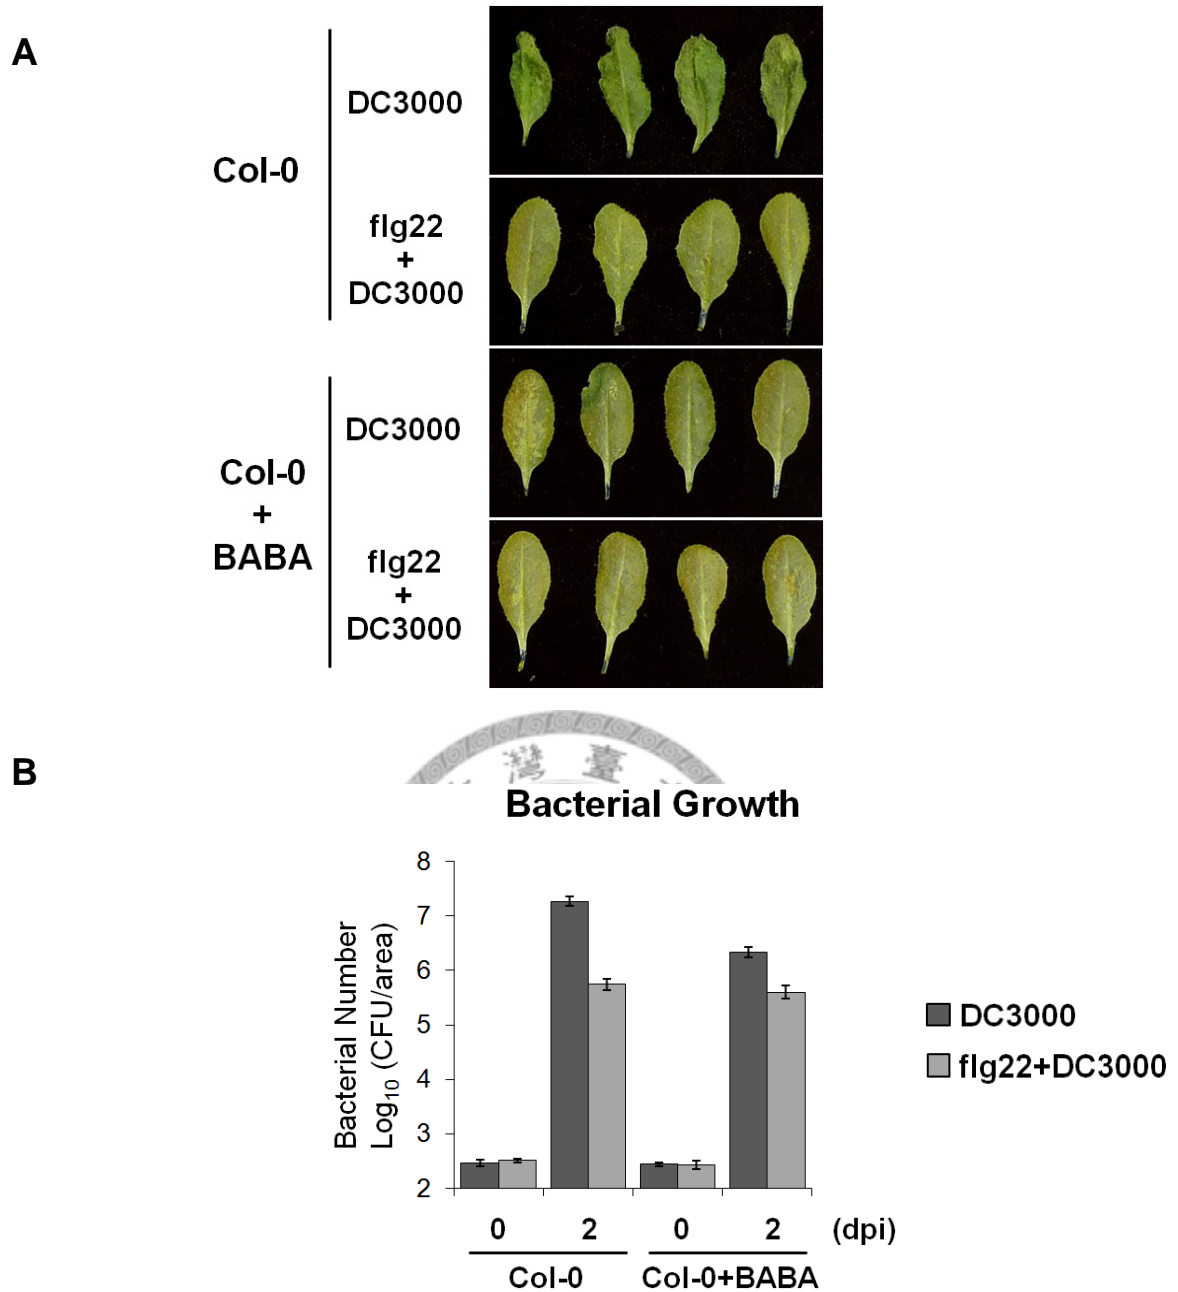 A
Col-0
DC3000
flg22
+
DC3000
Col-0
+
BABA
DC3000
flg22
+
DC3000
灣 臺
B
Bacterial Growth
Bacterial Number
Log10 (CFU/area)
8
7
6
5
4
3
2
0 2 0 2 (dpi)
Col-0 Col-0+BABA
DC3000
flg22+DC3000